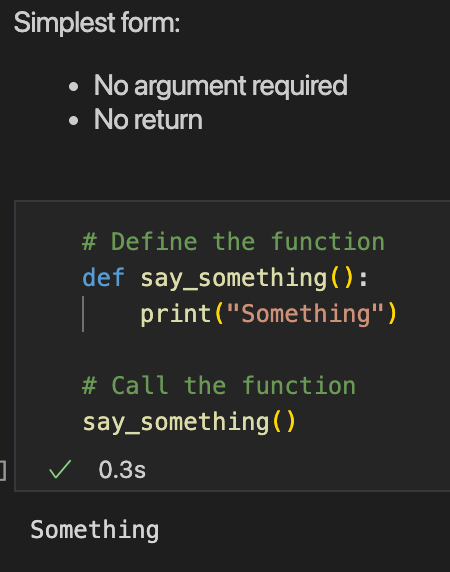 Simplest form:
• No argument required
• No return
# Define the function
def say_something():
    print("Something")
# Call the function
say_something()
] ✓ 0.3s
Something